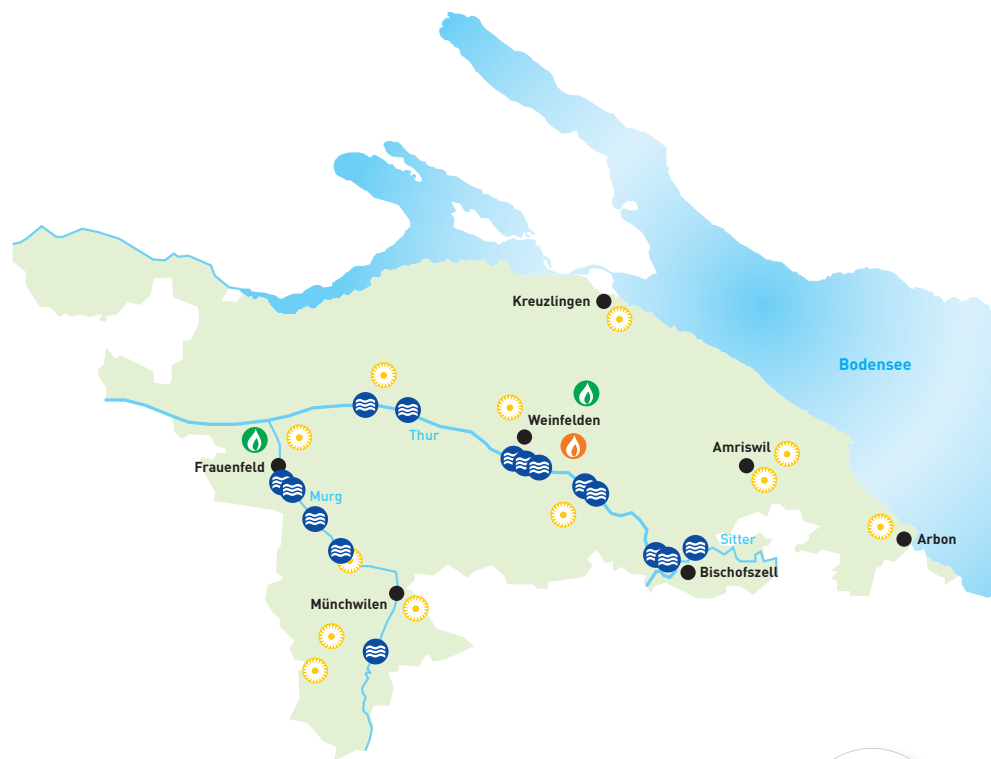 Kreuzlingen
Bodensee
Weinfelden
Thur
Amriswil
Frauenfeld
Murg
Sitter
Arbon
Bischofszell
Münchwilen